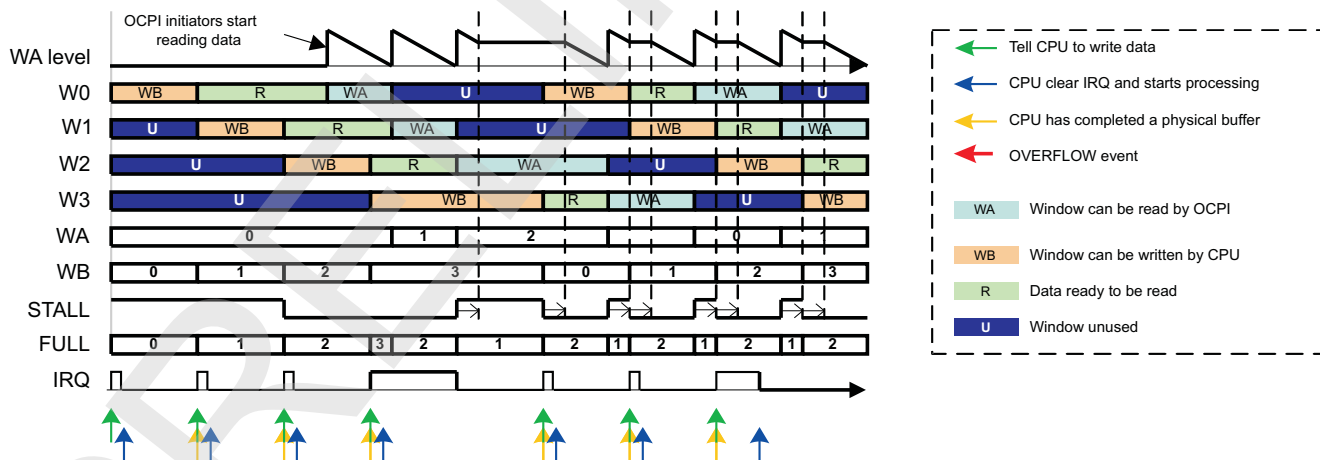 OCPI initiators start
reading data
WA level
W0 WB R WA U WB R WA U
W1 U WB R WA U WB R WA
W2 U WB R WA U WB R
W3 U WB R WA U WB
WA 0 1 2 0 1
WB 0 1 2 3 0 1 2 3
STALL
FULL 0 1 2 3 2 1 2 1 2 1 2 1 2
IRQ
Tell CPU to write data
CPU clear IRQ and starts processing
CPU has completed a physical buffer
OVERFLOW event
WA Window can be read by OCPI
WB Window can be written by CPU
R Data ready to be read
U Window unused